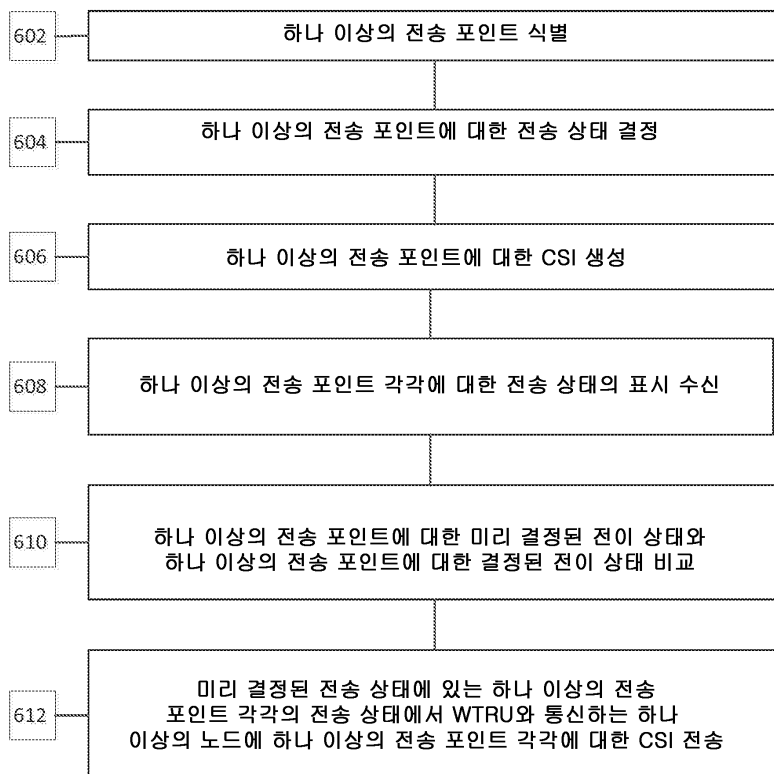 602
하나 이상의 전송 포인트 식별
604
하나 이상의 전송 포인트에 대한 전송 상태 결정
606
하나 이상의 전송 포인트에 대한 CSI 생성
608
하나 이상의 전송 포인트 각각에 대한 전송 상태의 표시 수신
610
하나 이상의 전송 포인트에 대한 미리 결정된 전이 상태와
하나 이상의 전송 포인트에 대한 결정된 전이 상태 비교
612
미리 결정된 전송 상태에 있는 하나 이상의 전송
포인트 각각의 전송 상태에서 WTRU와 통신하는 하나
이상의 노드에 하나 이상의 전송 포인트 각각에 대한 CSI 전송